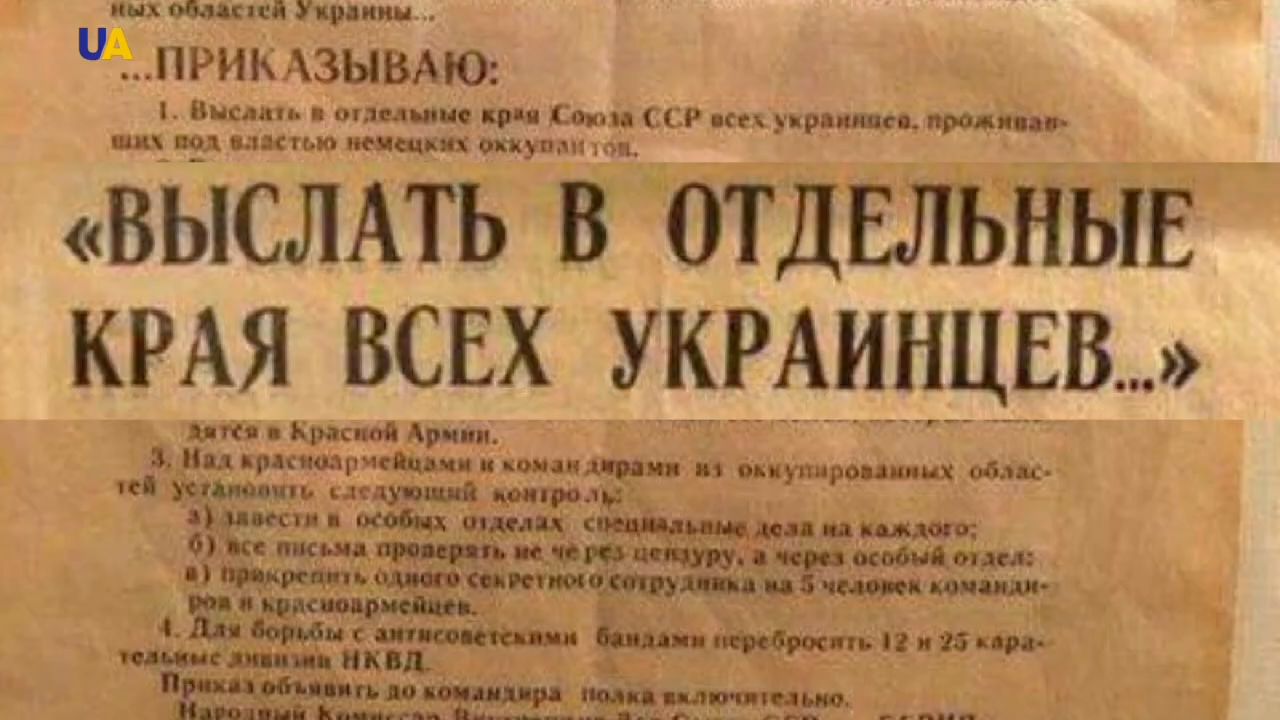 ных областей Украины...
UA
...ПРИКАЗЫВАЮ:
1. Выслать в отдельные края Союза ССР всех украинцев, проживав-
ших под властью немецких оккупантов.
«ВЫСЛАТЬ В ОТДЕЛЬНЫЕ
КРАЯ ВСЕХ УКРАИНЦЕВ...»
дятся в Красной Армии.
3. Над красноармейцами и командирами из оккупированных облас-
тей установить следующий контроль:
а) завести в особых отделах специальные дела на каждого;
б) все письма проверять не через цензуру, а через особый отдел;
в) прикрепить одного секретного сотрудника на 5 человек команди-
ров и красноармейцев.
4. Для борьбы с антисоветскими бандами перебросить 12 и 25 кара-
тельные дивизии НКВД.
Приказ объявить до командира полка включительно.
Народный Комиссар